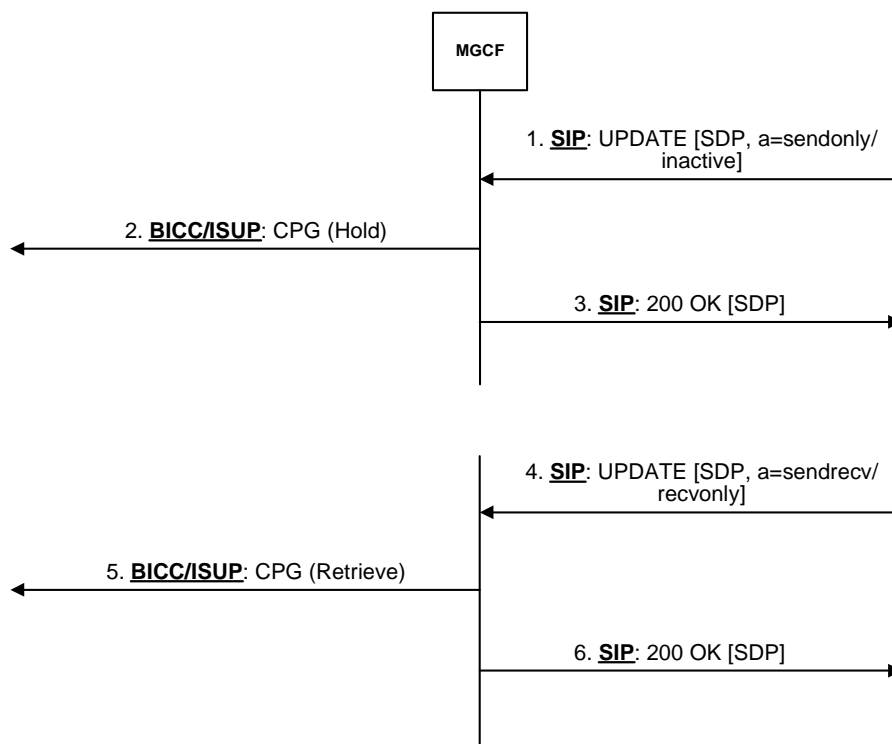 MGCF
1. SIP: UPDATE [SDP, a=sendonly/
inactive]
2. BICC/ISUP: CPG (Hold)
3. SIP: 200 OK [SDP]
4. SIP: UPDATE [SDP, a=sendrecv/
recvonly]
5. BICC/ISUP: CPG (Retrieve)
6. SIP: 200 OK [SDP]